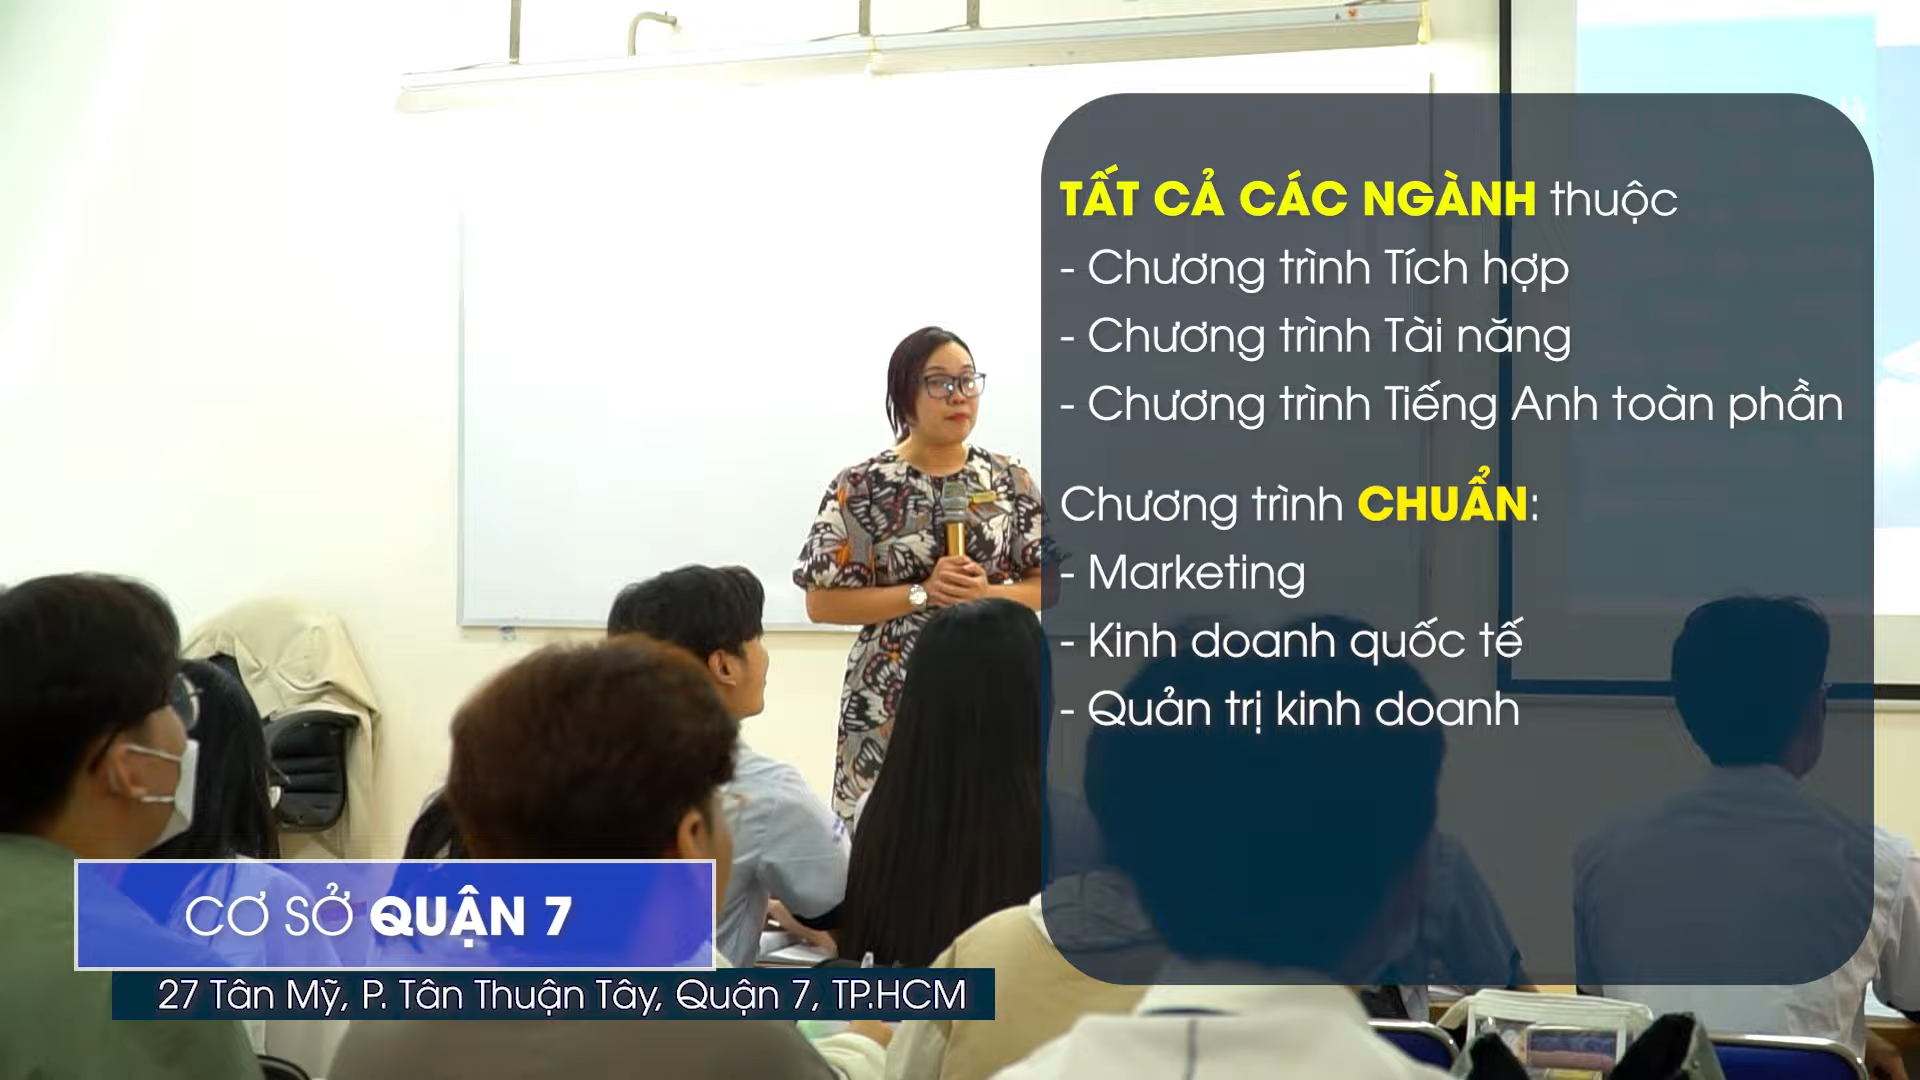 TẤT CẢ CÁC NGÀNH thuộc
- Chương trình Tích hợp
- Chương trình Tài năng
- Chương trình Tiếng Anh toàn phần
Chương trình CHUẨN:
- Marketing
- Kinh doanh quốc tế
- Quản trị kinh doanh
CƠ SỞ QUẬN 7
27 Tân Mỹ, P. Tân Thuận Tây, Quận 7, TP.HCM